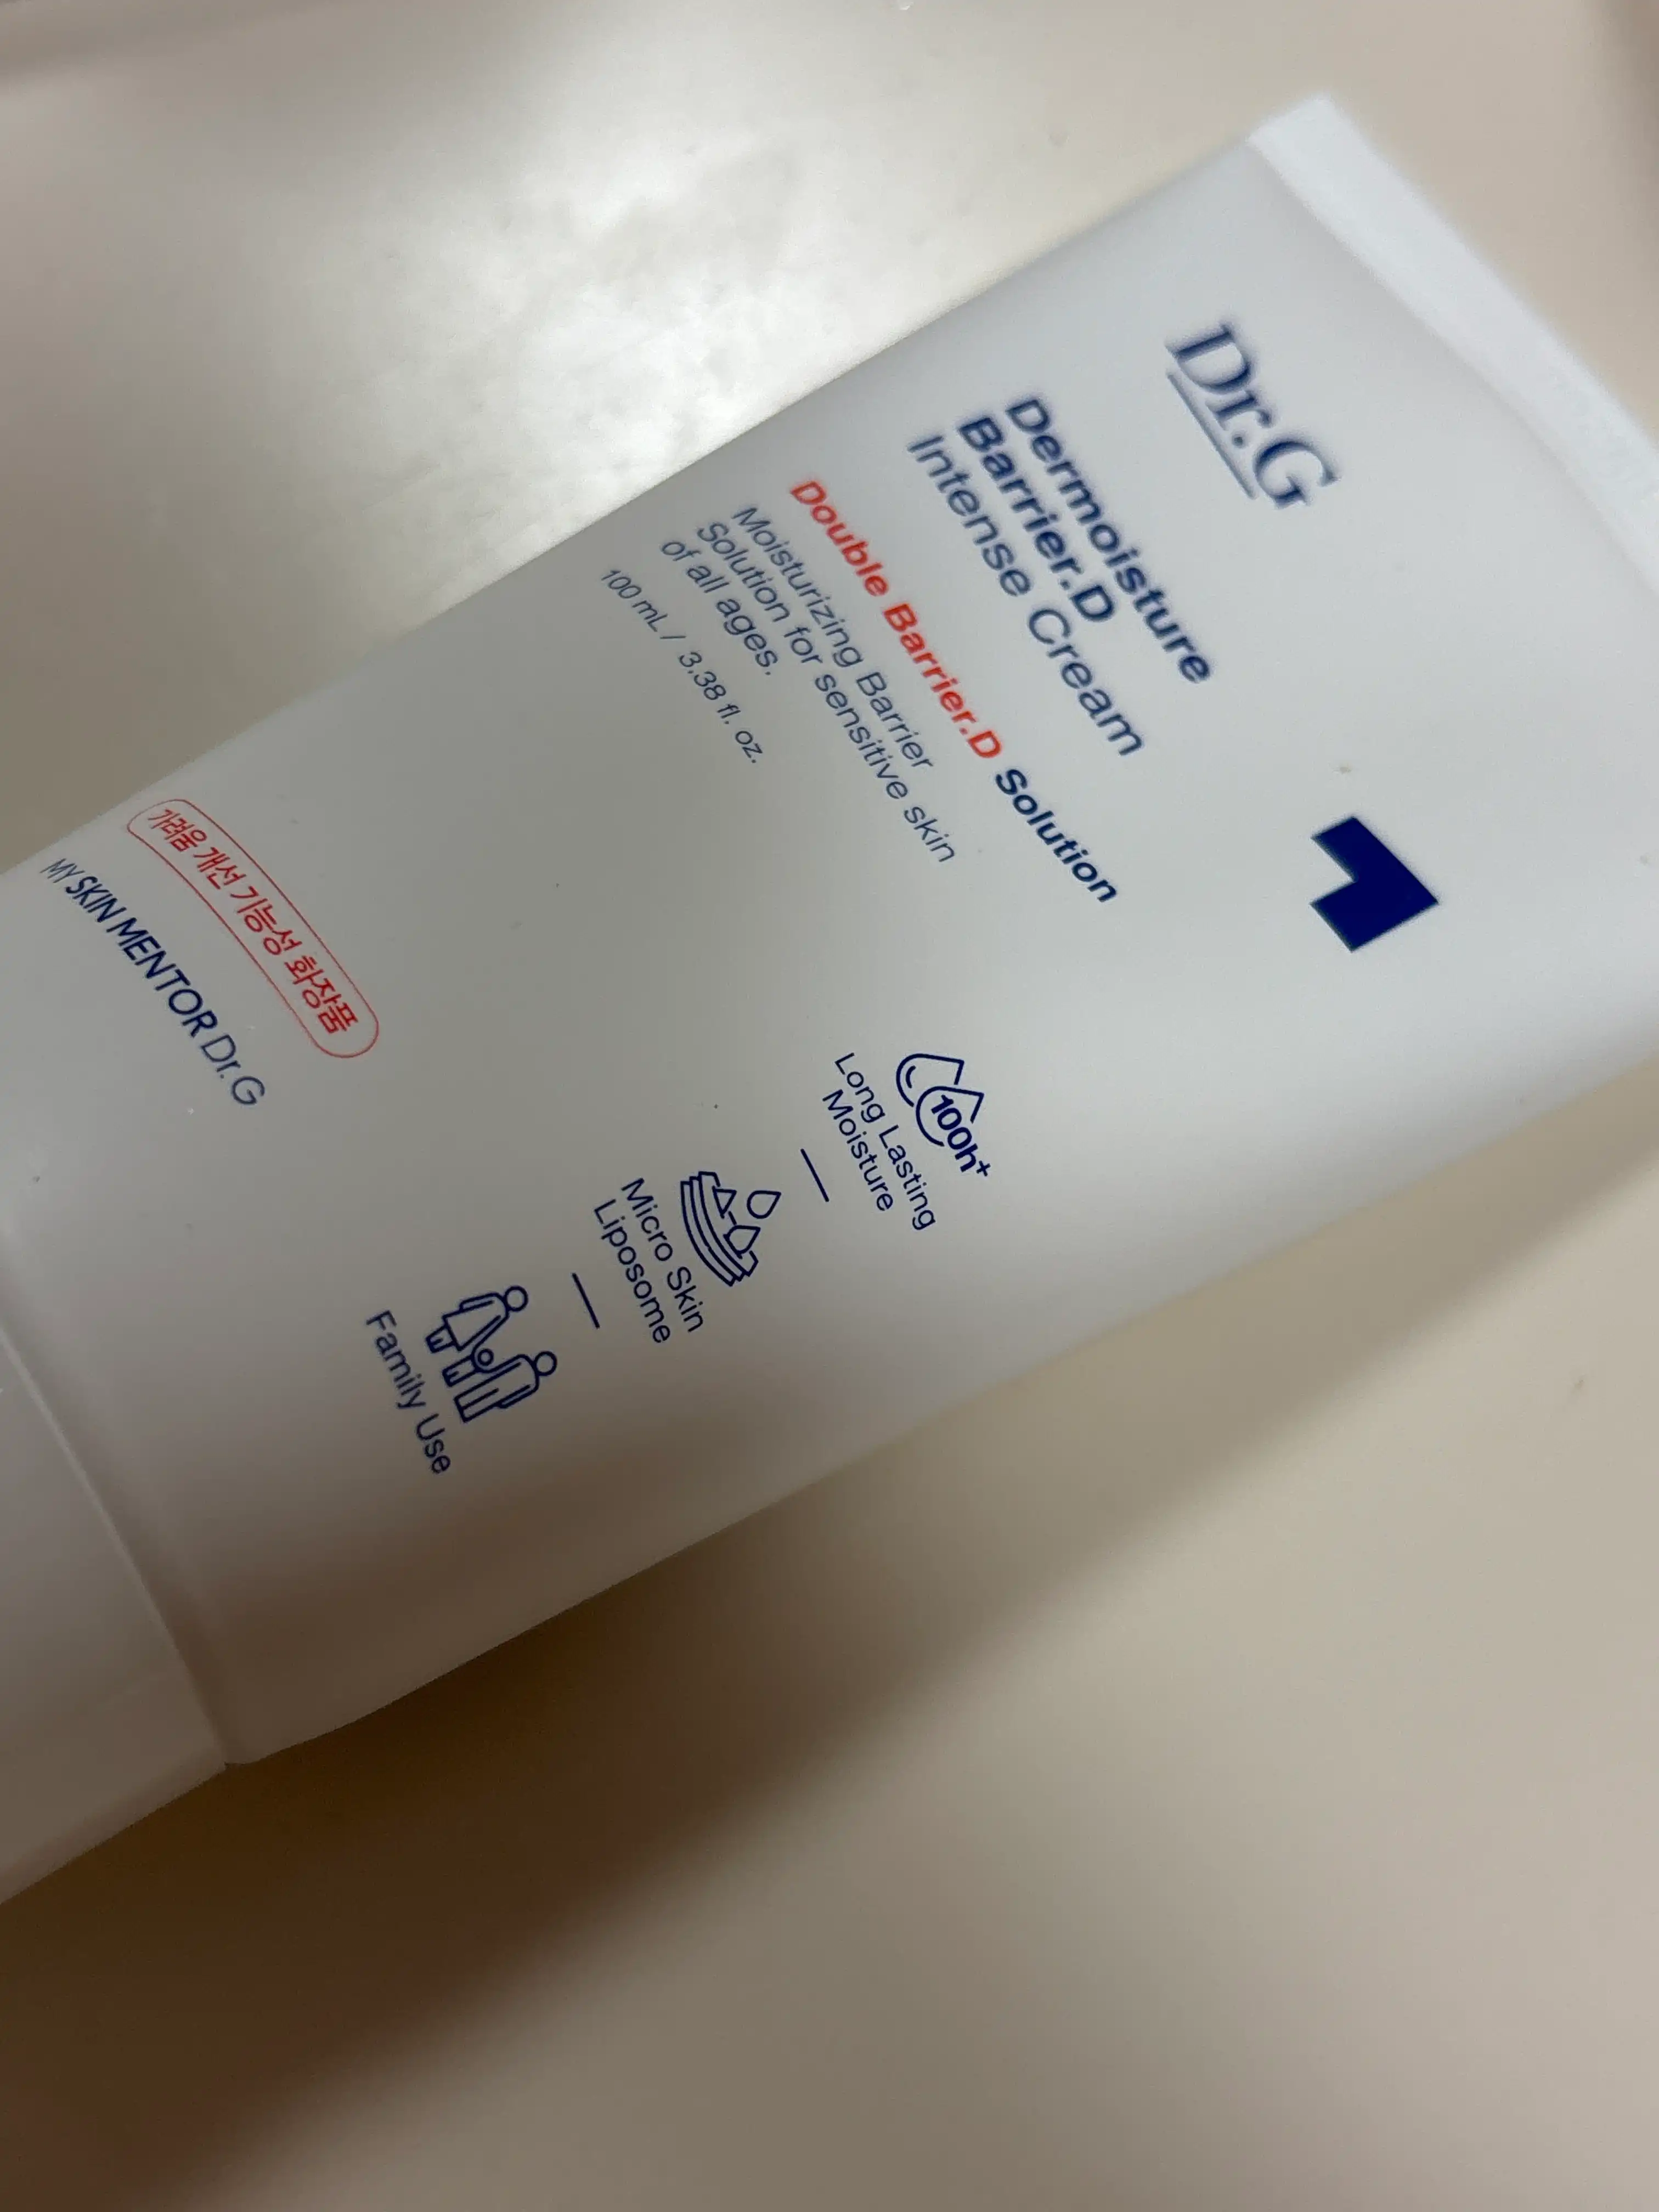 Dr.G
Dermoisture
Barrier.D
Intense Cream
Double Barrier.D Solution
Moisturizing Barrier
Solution for sensitive skin
of all ages.
100 mL / 3.38 fl. oz.
100h+
Long Lasting
Moisture
Micro Skin
Liposome
Family Use
가려움 개선 기능성 화장품
MY SKIN MENTOR Dr.G